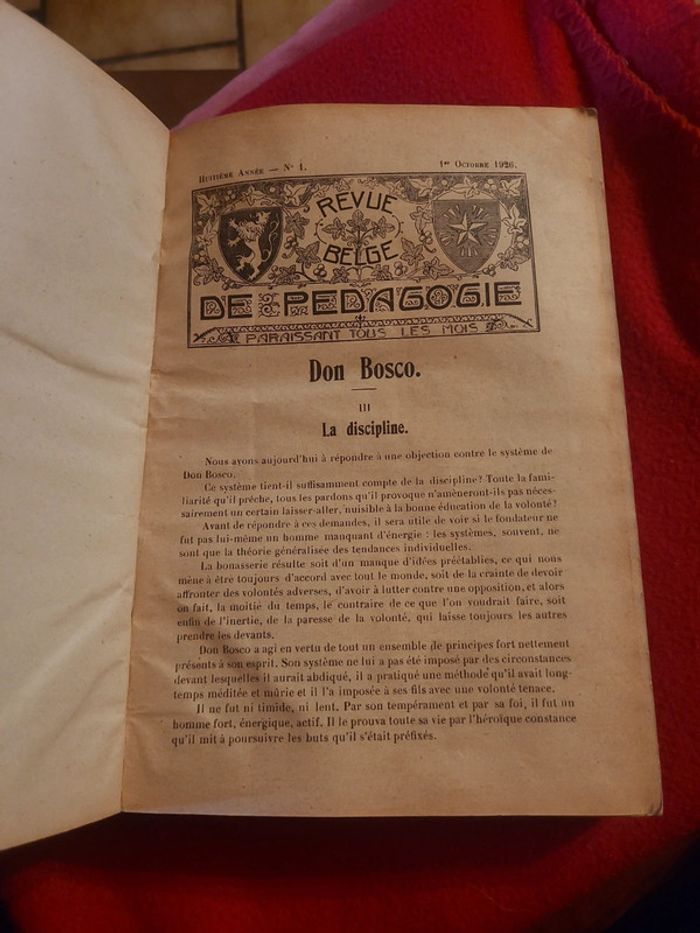 Huitième Année — N° 1.
1er Octobre 1926.
REVUE
BELGE
DE PEDAGOGIE
PARAISSANT TOUS LES MOIS
Don Bosco.
III
La discipline.
Nous avons aujourd'hui à répondre à une objection contre le système de
Don Bosco.
Ce système tient-il suffisamment compte de la discipline? Toute la fami-
liarité qu'il prêche, tous les pardons qu'il provoque n'amèneront-ils pas néces-
sairement un certain laisser-aller, nuisible à la bonne éducation de la volonté?
Avant de répondre à ces demandes, il sera utile de voir si le fondateur ne
fut pas lui-même un homme manquant d'énergie : les systèmes, souvent, ne
sont que la théorie généralisée des tendances individuelles.
La bonasserie résulte soit d'un manque d'idées préétablies, ce qui nous
mène à être toujours d'accord avec tout le monde, soit de la crainte de devoir
affronter des volontés adverses, d'avoir à lutter contre une opposition, et alors
on fait, la moitié du temps, le contraire de ce que l'on voudrait faire, soit
enfin de l'inertie, de la paresse de la volonté, qui laisse toujours les autres
prendre les devants.
Don Bosco a agi en vertu de tout un ensemble de principes fort nettement
présents à son esprit. Son système ne lui a pas été imposé par des circonstances
devant lesquelles il aurait abdiqué, il a pratiqué une méthode qu'il avait long-
temps méditée et mûrie et il l'a imposée à ses fils avec une volonté tenace.
Il ne fut ni timide, ni lent. Par son tempérament et par sa foi, il fut un
homme fort, énergique, actif. Il le prouva toute sa vie par l'héroïque constance
qu'il mit à poursuivre les buts qu'il s'était préfixés.